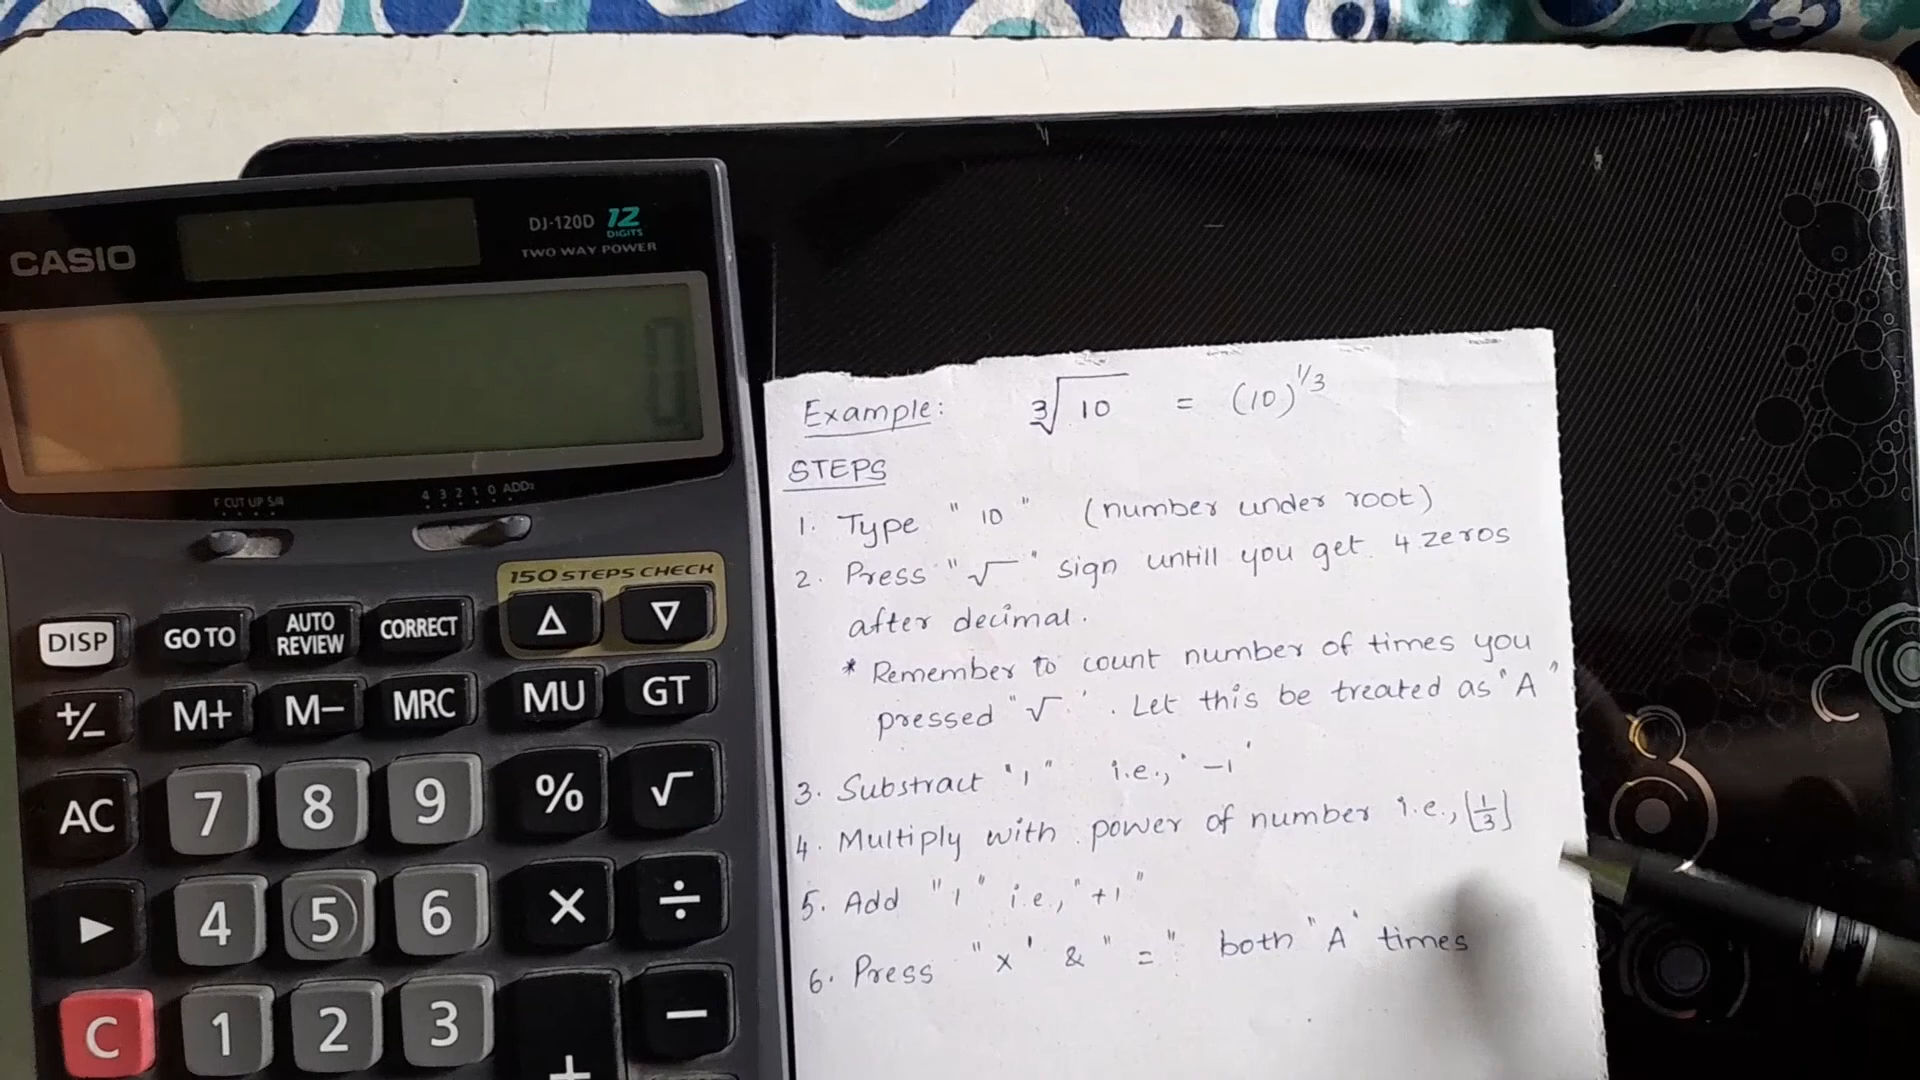 DJ-120D 12
DIGITS
TWO WAY POWER
CASIO
0
F CUT UP 5/4
4 3 2 1 0 ADD2
150 STEPS CHECK
DISP GO TO AUTO REVIEW CORRECT △ ▽
+/− M+ M− MRC MU GT
AC 7 8 9 % √
► 4 5 6 × ÷
C 1 2 3 + −
Example: ∛10 = (10)^1/3
STEPS
1. Type "10" (number under root)
2. Press "√" sign untill you get 4 zeros
after decimal.
* Remember to count number of times you
pressed "√". Let this be treated as "A"
3. Substract "1" i.e., '-1'
4. Multiply with power of number i.e., [1/3]
5. Add "1" i.e., "+1"
6. Press "x' & "=" both "A' times